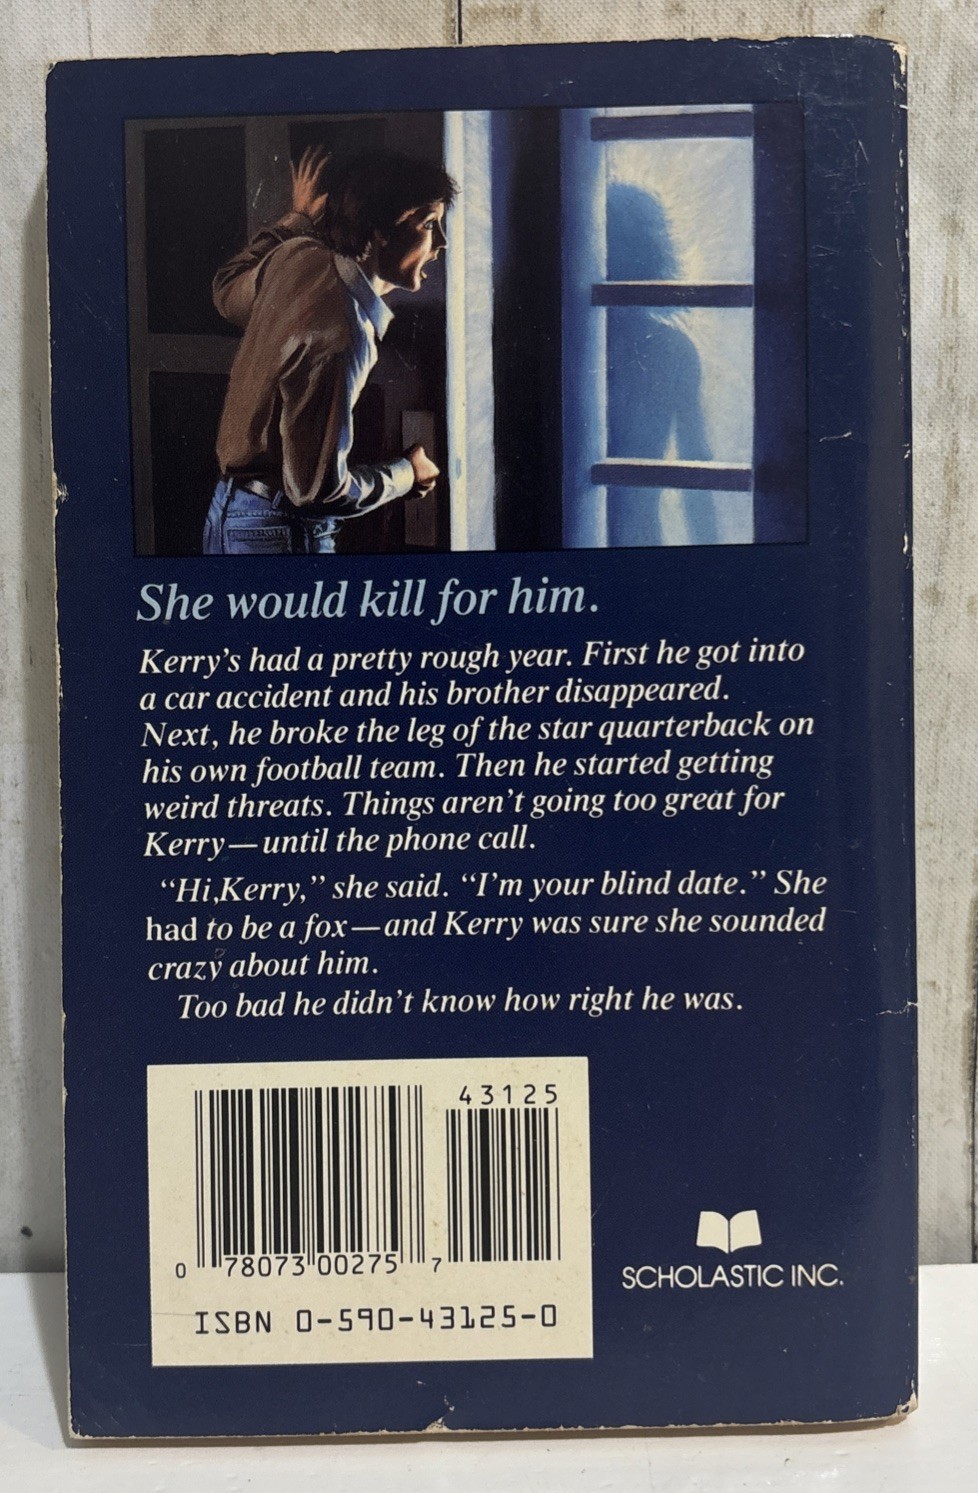 She would kill for him.
Kerry's had a pretty rough year. First he got into
a car accident and his brother disappeared.
Next, he broke the leg of the star quarterback on
his own football team. Then he started getting
weird threats. Things aren't going too great for
Kerry—until the phone call.
“Hi,Kerry,” she said. “I'm your blind date.” She
had to be a fox—and Kerry was sure she sounded
crazy about him.
Too bad he didn't know how right he was.
43125
0 78073 00275 7
ISBN 0-590-43125-0
SCHOLASTIC INC.